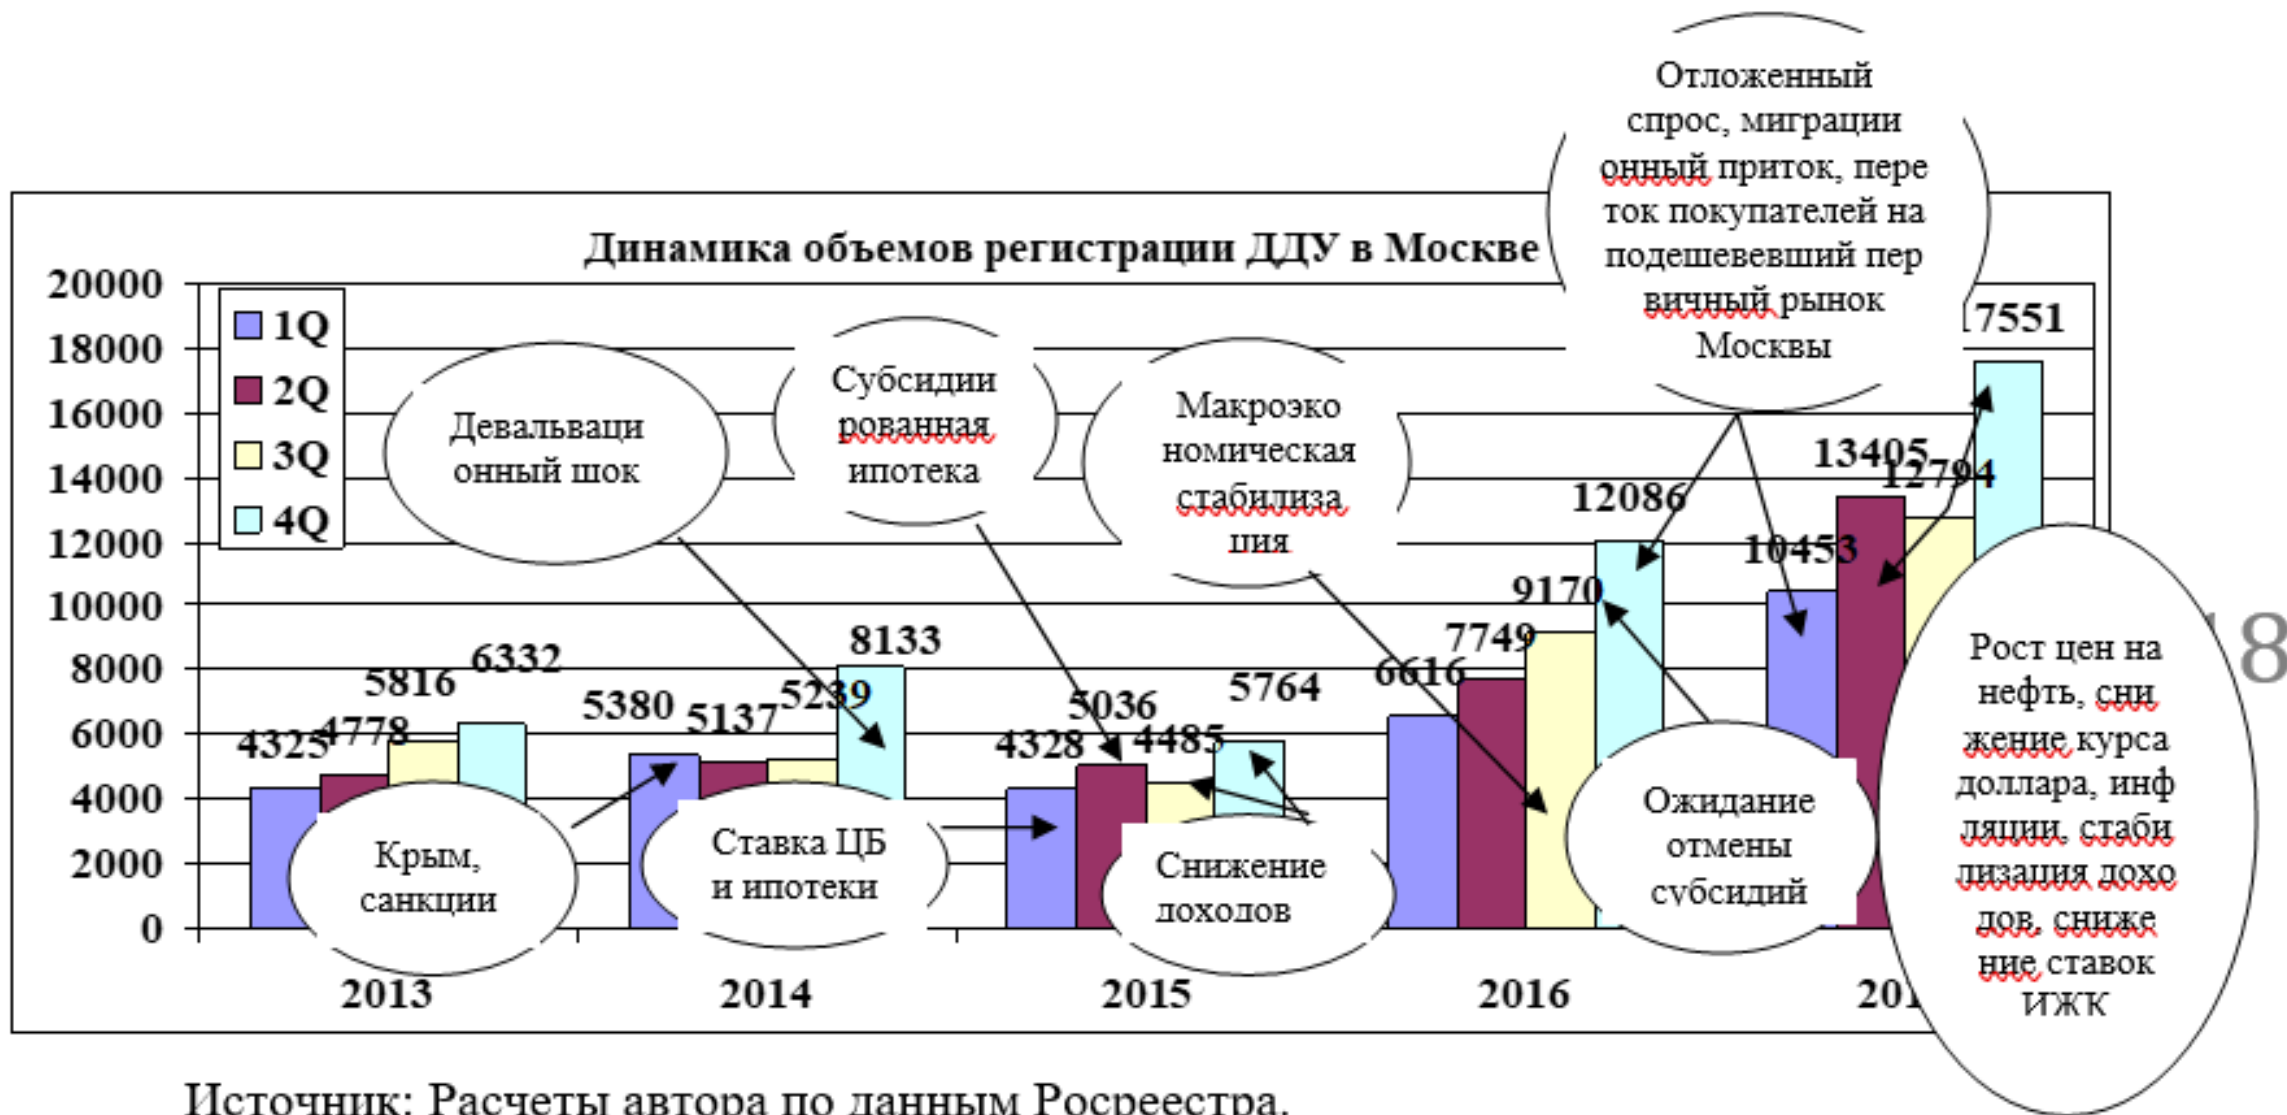 Отложенный
спрос, миграции
онный приток, пере
ток покупателей на
подешевевший пер
вичный рынок
Москвы
Динамика объемов регистрации ДДУ в Москве
20000
18000
16000
14000
12000
10000
8000
6000
4000
2000
0
1Q
2Q
3Q
4Q
Девальваци
онный шок
Субсидии
рованная
ипотека
Макроэко
номическая
стабилиза
ция
4325
4778
5816
6332
5380
5137
5239
8133
4328
5036
4485
5764
6616
7749
9170
12086
10453
13405
12794
7551
Крым,
санкции
Ставка ЦБ
и ипотеки
Снижение
доходов
Ожидание
отмены
субсидий
Рост цен на
нефть, сни
жение курса
доллара, инф
ляции, стаби
лизация дохо
дов, сниже
ние ставок
ИЖК
8
2013
2014
2015
2016
201
Источник: Расчеты автора по данным Росреестра.